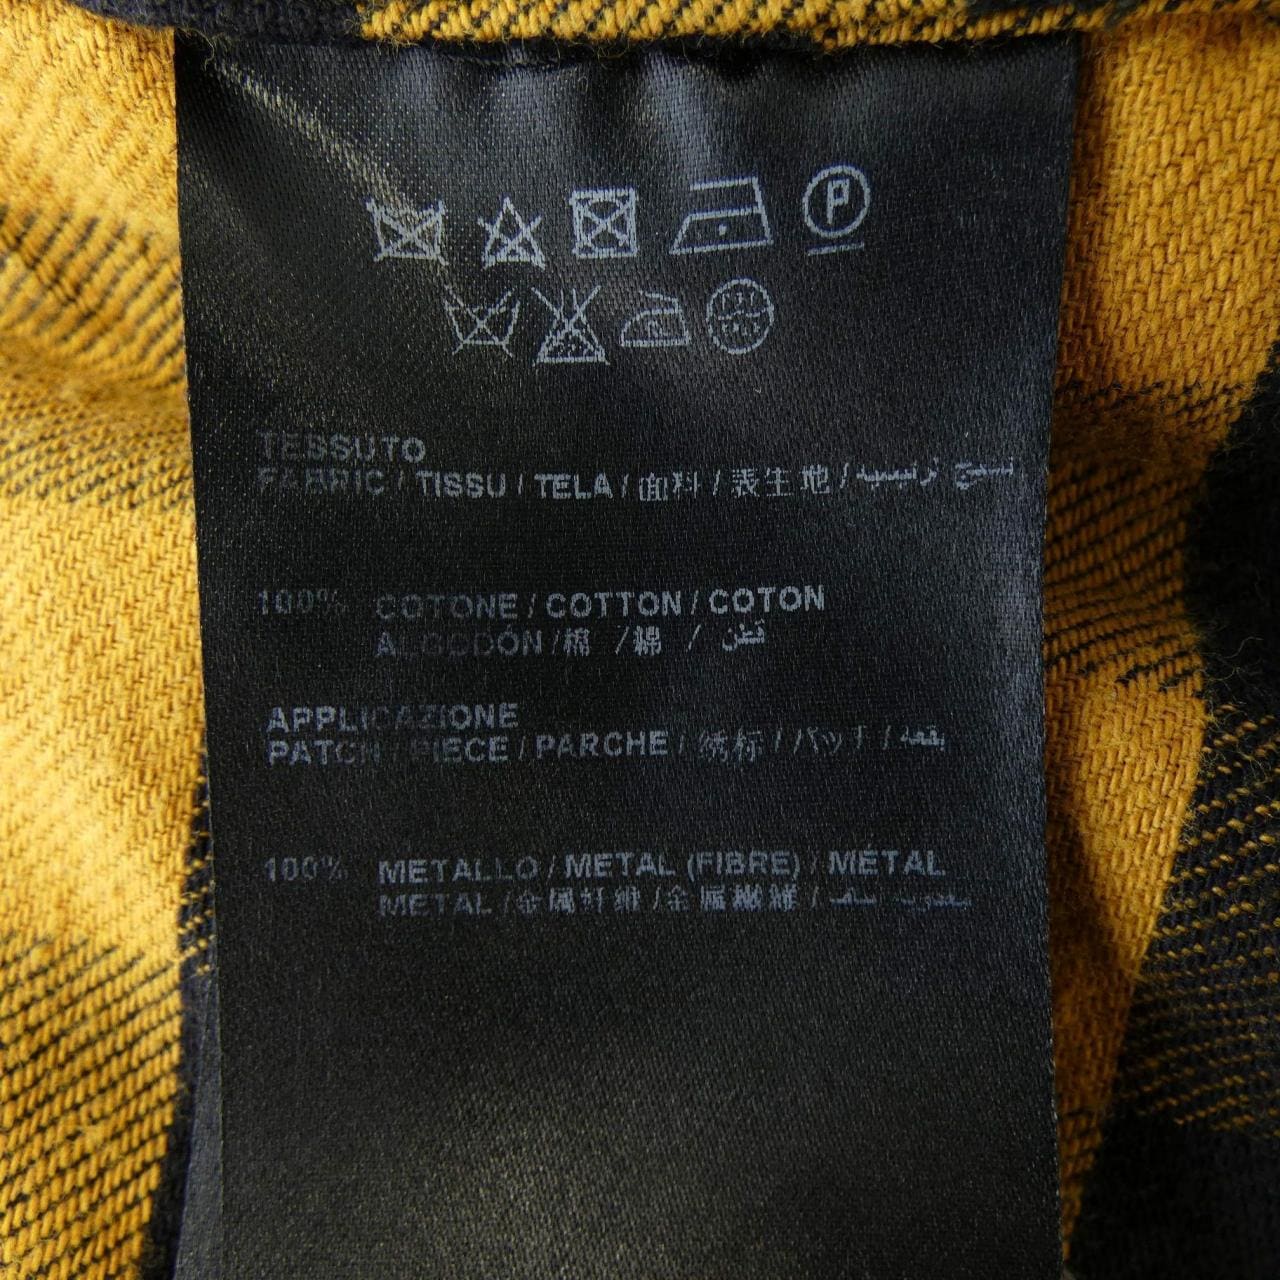 P
TESSUTO
FABRIC / TISSU / TELA / 面料 / 表生地 /
100% COTONE / COTTON / COTON
ALGODÓN / 棉 / 綿 / قطن
APPLICAZIONE
PATCH / PIECE / PARCHE / 绣标 / パッチ / بقعة
100% METALLO / METAL (FIBRE) / MÉTAL
METAL / 金属纤维 / 金属繊維 /